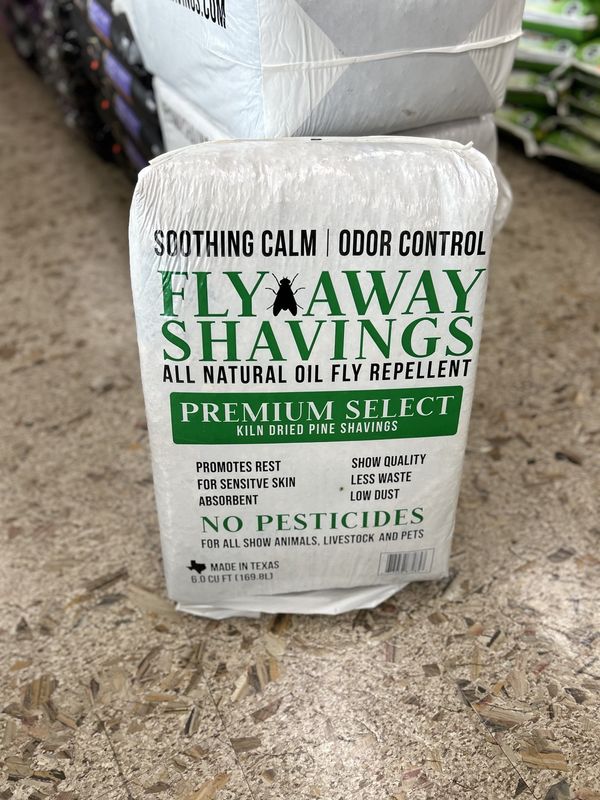 SOOTHING CALM | ODOR CONTROL
FLY AWAY
SHAVINGS
ALL NATURAL OIL FLY REPELLENT
PREMIUM SELECT
KILN DRIED PINE SHAVINGS
PROMOTES REST
FOR SENSITVE SKIN
ABSORBENT
SHOW QUALITY
LESS WASTE
LOW DUST
NO PESTICIDES
FOR ALL SHOW ANIMALS, LIVESTOCK AND PETS
MADE IN TEXAS
6.0 CU FT (169.8L)